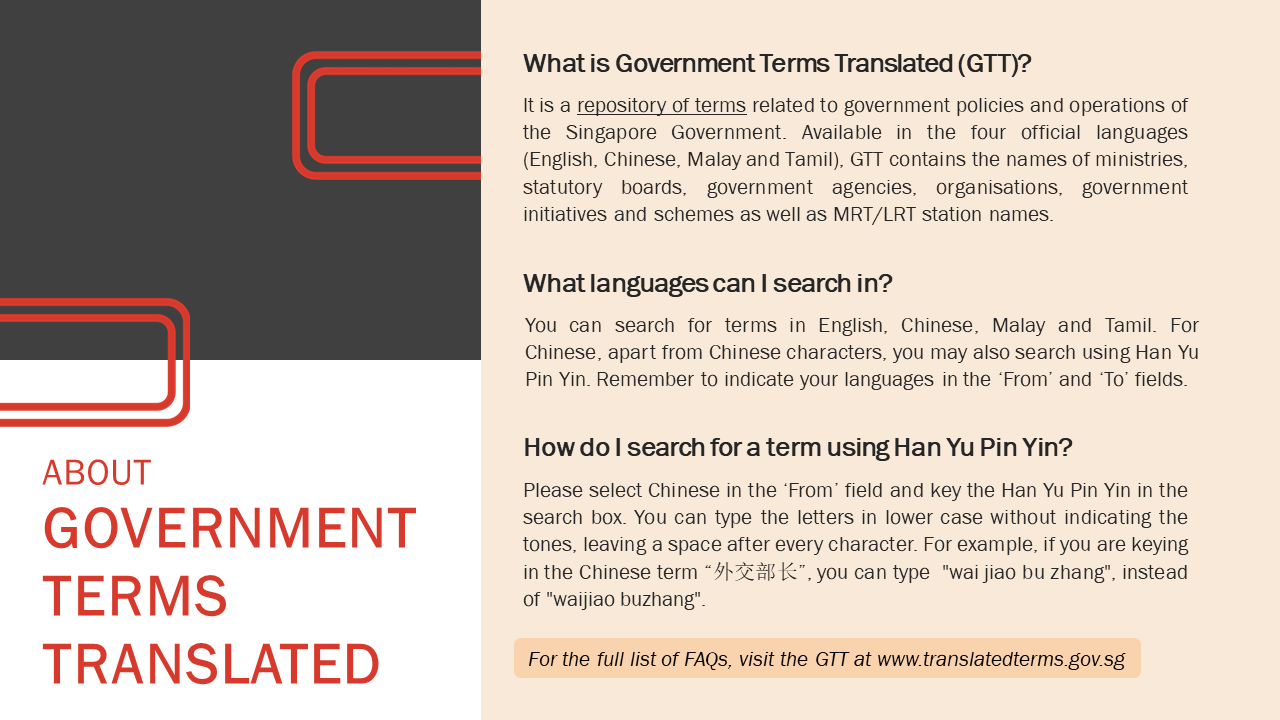 ABOUT
GOVERNMENT
TERMS
TRANSLATED
What is Government Terms Translated (GTT)?
It is a repository of terms related to government policies and operations of
the Singapore Government. Available in the four official languages
(English, Chinese, Malay and Tamil), GTT contains the names of ministries,
statutory boards, government agencies, organisations, government
initiatives and schemes as well as MRT/LRT station names.
What languages can I search in?
You can search for terms in English, Chinese, Malay and Tamil. For
Chinese, apart from Chinese characters, you may also search using Han Yu
Pin Yin. Remember to indicate your languages in the ‘From’ and ‘To’ fields.
How do I search for a term using Han Yu Pin Yin?
Please select Chinese in the ‘From’ field and key the Han Yu Pin Yin in the
search box. You can type the letters in lower case without indicating the
tones, leaving a space after every character. For example, if you are keying
in the Chinese term “外交部长”, you can type "wai jiao bu zhang", instead
of "waijiao buzhang".
For the full list of FAQs, visit the GTT at www.translatedterms.gov.sg